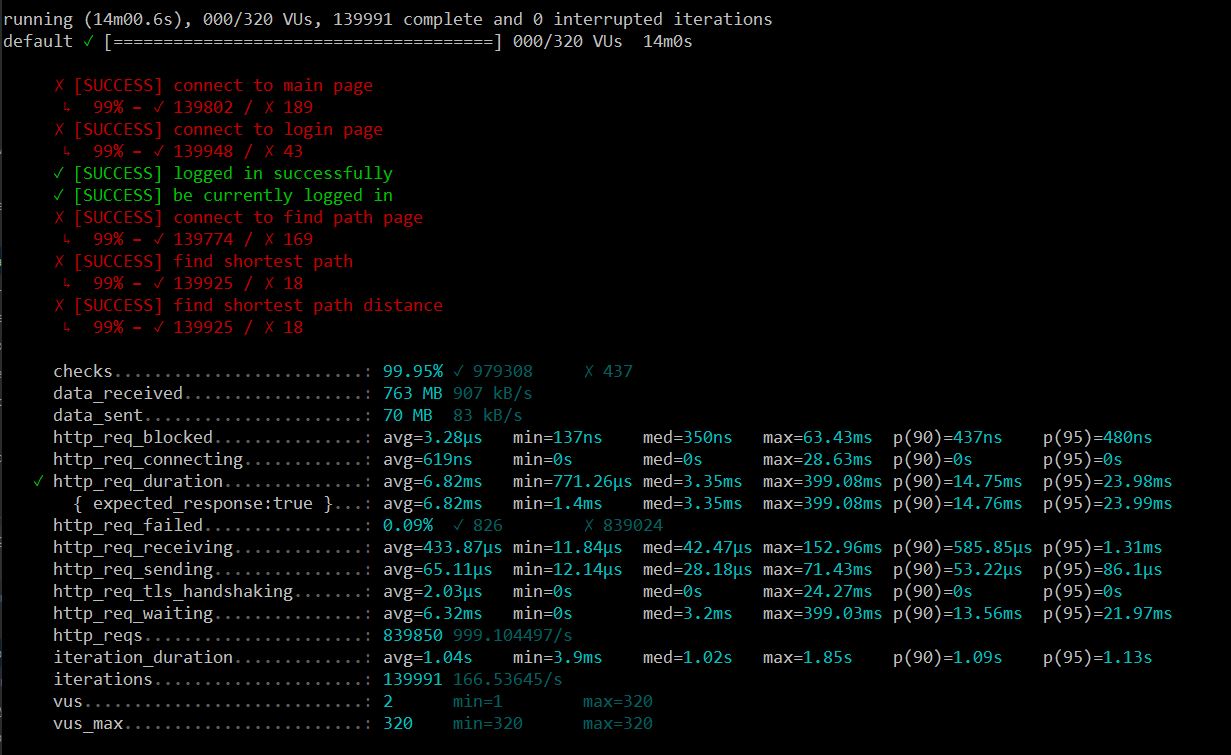 running (14m00.6s), 000/320 VUs, 139991 complete and 0 interrupted iterations
default ✓ [======================================] 000/320 VUs  14m0s
✗ [SUCCESS] connect to main page
↳  99% — ✓ 139802 / ✗ 189
✗ [SUCCESS] connect to login page
↳  99% — ✓ 139948 / ✗ 43
✓ [SUCCESS] logged in successfully
✓ [SUCCESS] be currently logged in
✗ [SUCCESS] connect to find path page
↳  99% — ✓ 139774 / ✗ 169
✗ [SUCCESS] find shortest path
↳  99% — ✓ 139925 / ✗ 18
✗ [SUCCESS] find shortest path distance
↳  99% — ✓ 139925 / ✗ 18
checks.........................: 99.95% ✓ 979308     ✗ 437
data_received..................: 763 MB 907 kB/s
data_sent......................: 70 MB  83 kB/s
http_req_blocked...............: avg=3.28µs   min=137ns    med=350ns   max=63.43ms  p(90)=437ns    p(95)=480ns
http_req_connecting............: avg=619ns    min=0s       med=0s      max=28.63ms  p(90)=0s       p(95)=0s
✓ http_req_duration..............: avg=6.82ms   min=771.26µs med=3.35ms  max=399.08ms p(90)=14.75ms  p(95)=23.98ms
{ expected_response:true }...: avg=6.82ms   min=1.4ms    med=3.35ms  max=399.08ms p(90)=14.76ms  p(95)=23.99ms
http_req_failed................: 0.09%  ✓ 826        ✗ 839024
http_req_receiving.............: avg=433.87µs min=11.84µs  med=42.47µs max=152.96ms p(90)=585.85µs p(95)=1.31ms
http_req_sending...............: avg=65.11µs  min=12.14µs  med=28.18µs max=71.43ms  p(90)=53.22µs  p(95)=86.1µs
http_req_tls_handshaking.......: avg=2.03µs   min=0s       med=0s      max=24.27ms  p(90)=0s       p(95)=0s
http_req_waiting...............: avg=6.32ms   min=0s       med=3.2ms   max=399.03ms p(90)=13.56ms  p(95)=21.97ms
http_reqs......................: 839850 999.104497/s
iteration_duration.............: avg=1.04s    min=3.9ms    med=1.02s   max=1.85s    p(90)=1.09s    p(95)=1.13s
iterations.....................: 139991 166.53645/s
vus............................: 2      min=1        max=320
vus_max........................: 320    min=320      max=320